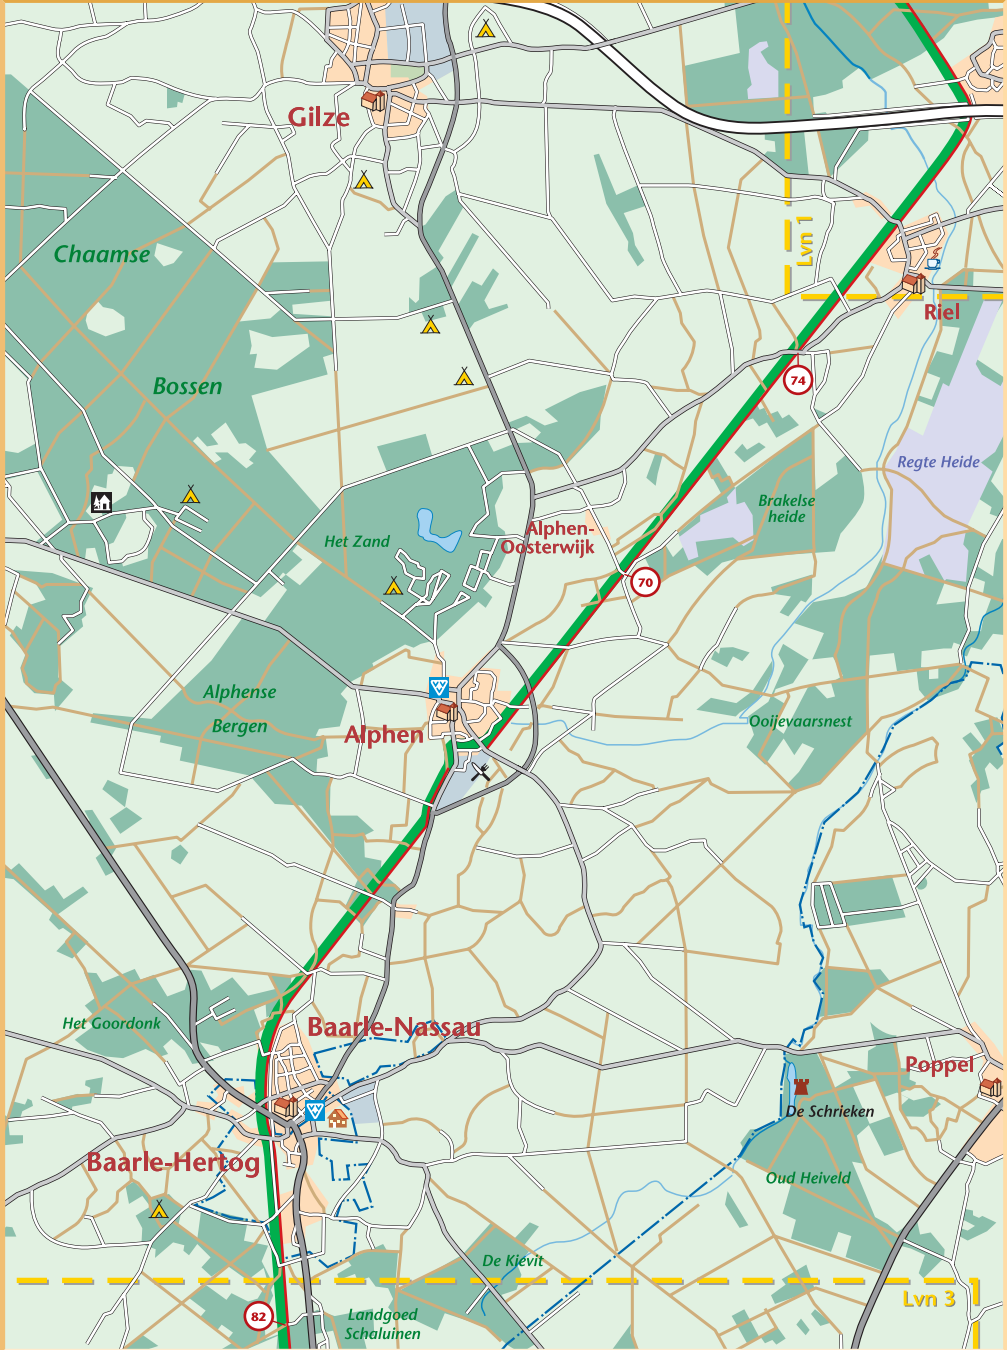 Gilze
Chaamse
Lvn 1
Riel
Bossen
74
Regte Heide
Brakelse
heide
Het Zand
Alphen-
Oosterwijk
70
Alphense
Bergen
Ooijevaarsnest
Alphen
Het Goordonk
Baarle-Nassau
Poppel
De Schrieken
Baarle-Hertog
Oud Heiveld
De Kievit
Lvn 3
82
Landgoed
Schaluinen